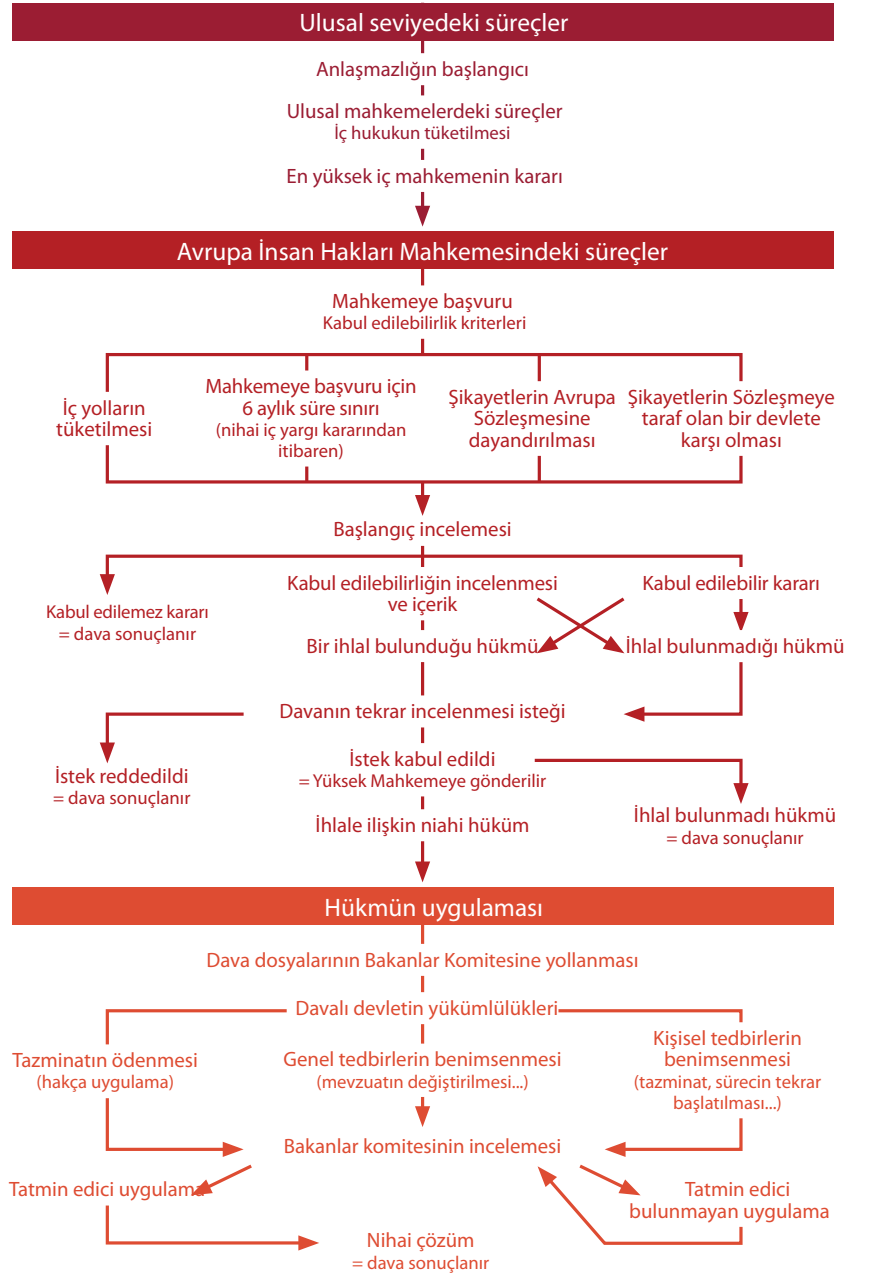 Ulusal seviyedeki süreçler
Anlaşmazlığın başlangıcı
Ulusal mahkemelerdeki süreçler
İç hukukun tüketilmesi
En yüksek iç mahkemenin kararı
Avrupa İnsan Hakları Mahkemesindeki süreçler
Mahkemeye başvuru
Kabul edilebilirlik kriterleri
İç yolların
tüketilmesi
Mahkemeye başvuru için
6 aylık süre sınırı
(nihai iç yargı kararından
itibaren)
Şikayetlerin Avrupa
Sözleşmesine
dayandırılması
Şikayetlerin Sözleşmeye
taraf olan bir devlete
karşı olması
Başlangıç incelemesi
Kabul edilemez kararı
= dava sonuçlanır
Kabul edilebilirliğin incelenmesi
ve içerik
Kabul edilebilir kararı
Bir ihlal bulunduğu hükmü
İhlal bulunmadığı hükmü
Davanın tekrar incelenmesi isteği
İstek reddedildi
= dava sonuçlanır
İstek kabul edildi
= Yüksek Mahkemeye gönderilir
İhlal bulunmadı hükmü
= dava sonuçlanır
İhlale ilişkin niahi hüküm
Hükmün uygulaması
Dava dosyalarının Bakanlar Komitesine yollanması
Davalı devletin yükümlülükleri
Tazminatın ödenmesi
(hakça uygulama)
Genel tedbirlerin benimsenmesi
(mevzuatın değiştirilmesi...)
Kişisel tedbirlerin
benimsenmesi
(tazminat, sürecin tekrar
başlatılması...)
Bakanlar komitesinin incelemesi
Tatmin edici uygulama
Tatmin edici
bulunmayan uygulama
Nihai çözüm
= dava sonuçlanır